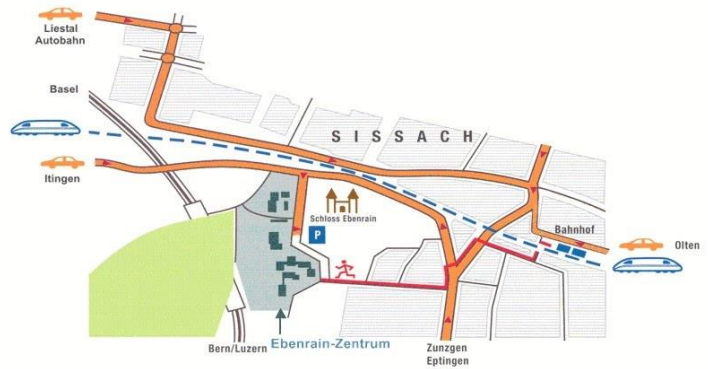 Liestal
Autobahn
Basel
SISSACH
Itingen
Schloss Ebenrain
P
Bahnhof
Olten
Bern/Luzern
Ebenrain-Zentrum
Zunzgen
Eptingen